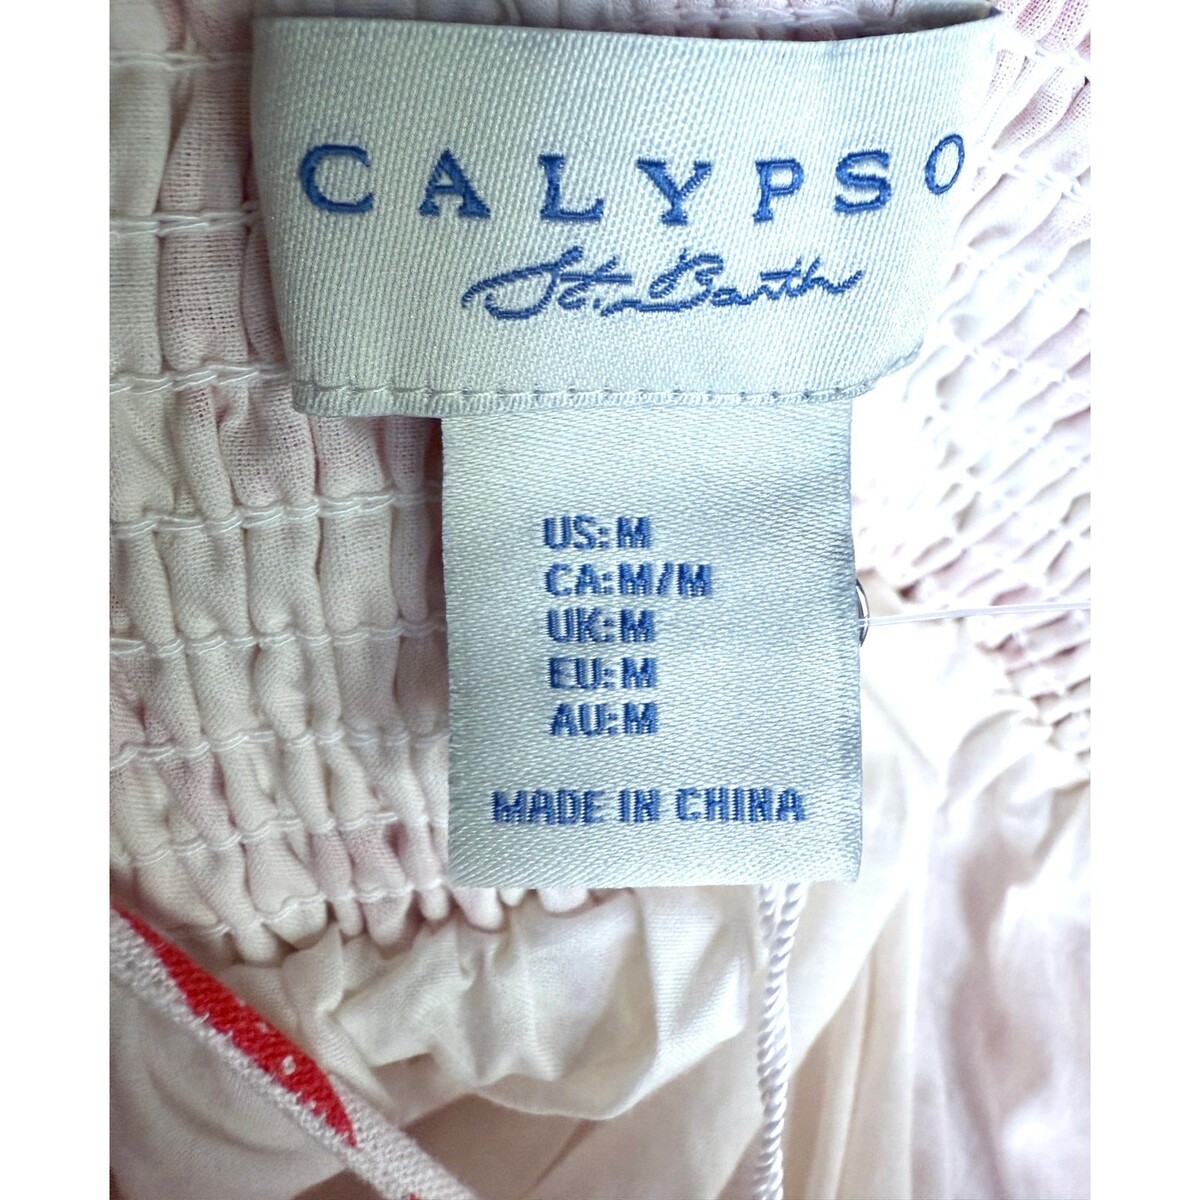 CALYPSO
St. Barth
US:M
CA:M/M
UK:M
EU:M
AU:M
MADE IN CHINA